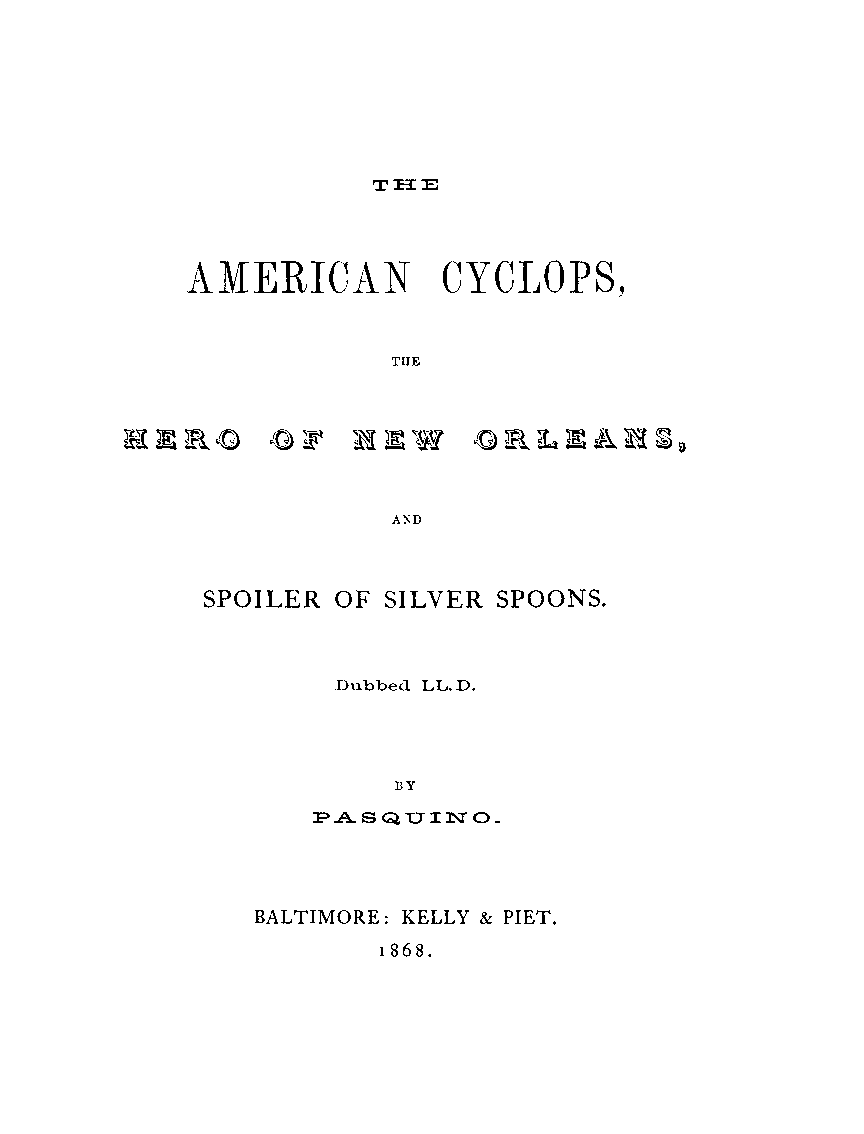 THE
AMERICAN CYCLOPS,
THE
HERO OF NEW ORLEANS,
AND
SPOILER OF SILVER SPOONS.
Dubbed LL.D.
BY
PASQUINO.
BALTIMORE: KELLY & PIET.
1868.